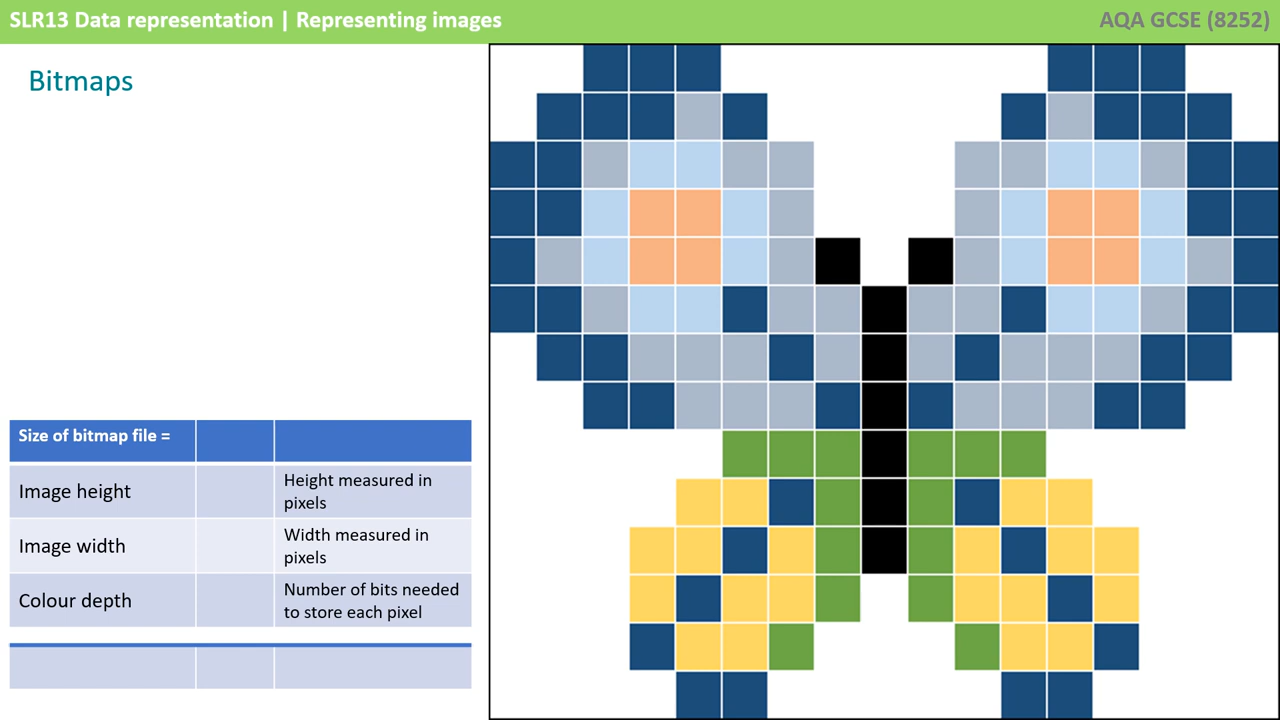 SLR13 Data representation | Representing images
AQA GCSE (8252)
Bitmaps
Size of bitmap file =
Image height
Height measured in
pixels
Image width
Width measured in
pixels
Colour depth
Number of bits needed
to store each pixel